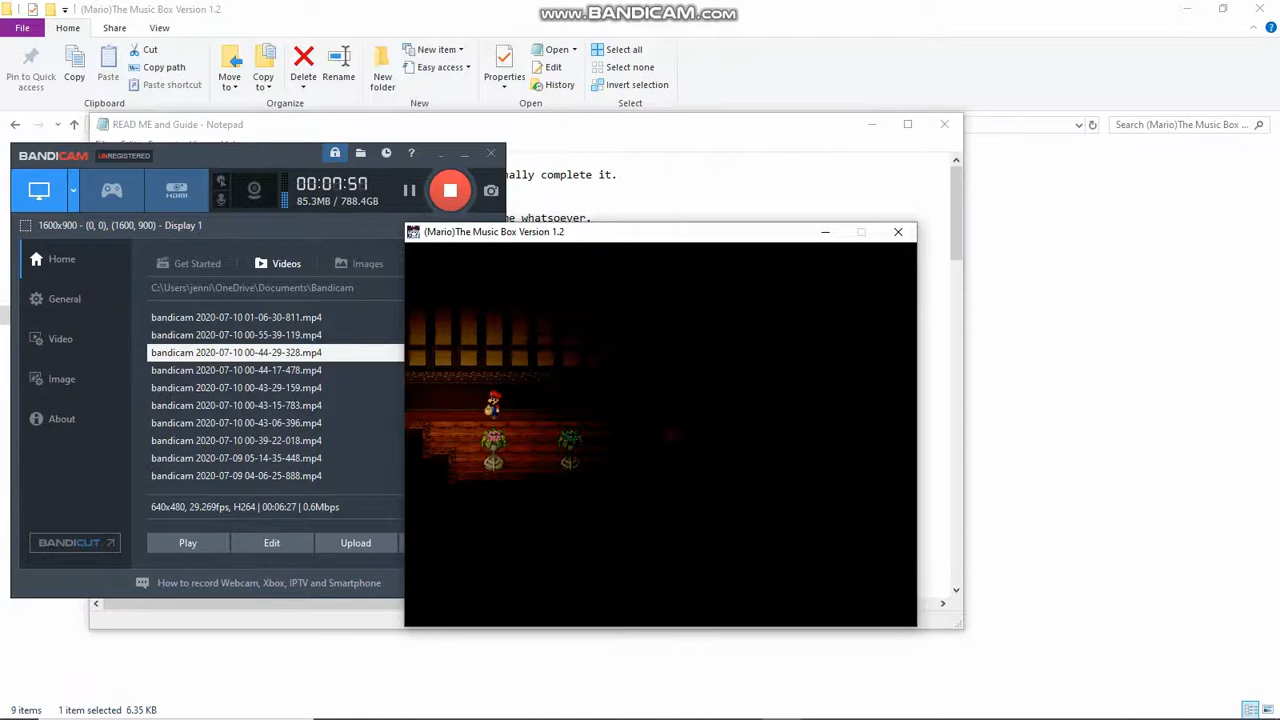 (Mario)The Music Box Version 1.2
www.BANDICAM.com
File
Home
Share
View
Pin to Quick access
Copy
Paste
Cut
Copy path
Paste shortcut
Clipboard
Move to
Copy to
Delete
Rename
Organize
New folder
New item
Easy access
New
Properties
Open
Edit
History
Open
Select all
Select none
Invert selection
Select
Search (Mario)The Music Box ...
READ ME and Guide - Notepad
nally complete it.
me whatsoever.
BANDICAM UNREGISTERED
00:07:57
85.3MB / 788.4GB
1600x900 - (0, 0), (1600, 900) - Display 1
Home
General
Video
Image
About
BANDICUT
Get Started
Videos
Images
C:\Users\jenni\OneDrive\Documents\Bandicam
bandicam 2020-07-10 01-06-30-811.mp4
bandicam 2020-07-10 00-55-39-119.mp4
bandicam 2020-07-10 00-44-29-328.mp4
bandicam 2020-07-10 00-44-17-478.mp4
bandicam 2020-07-10 00-43-29-159.mp4
bandicam 2020-07-10 00-43-15-783.mp4
bandicam 2020-07-10 00-43-06-396.mp4
bandicam 2020-07-10 00-39-22-018.mp4
bandicam 2020-07-09 05-14-35-448.mp4
bandicam 2020-07-09 04-06-25-888.mp4
640x480, 29.269fps, H264 | 00:06:27 | 0.6Mbps
Play
Edit
Upload
How to record Webcam, Xbox, IPTV and Smartphone
(Mario)The Music Box Version 1.2
9 items
1 item selected 6.35 KB